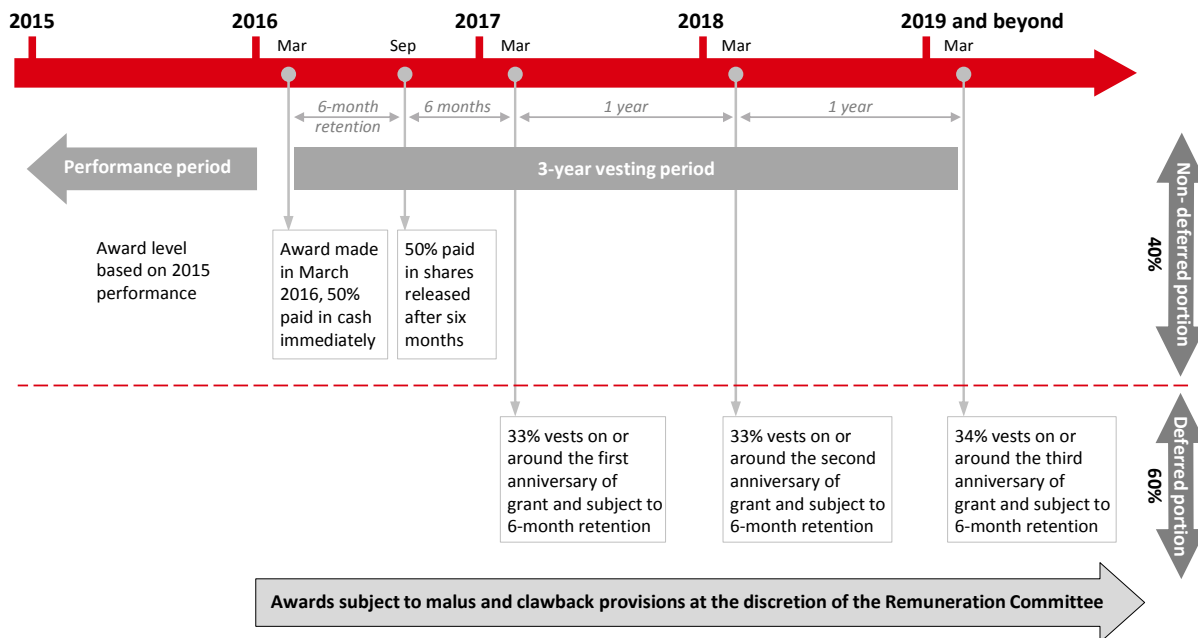 2015
2016
2017
2018
2019 and beyond
Mar
Sep
Mar
Mar
Mar
6-month
retention
6 months
1 year
1 year
Performance period
3-year vesting period
Non- deferred portion
40%
Award level
based on 2015
performance
Award made
in March
2016, 50%
paid in cash
immediately
50% paid
in shares
released
after six
months
33% vests on or
around the first
anniversary of
grant and subject to
6-month retention
33% vests on or
around the second
anniversary of
grant and subject to
6-month retention
34% vests on or
around the third
anniversary of
grant and subject to
6-month retention
Deferred portion
60%
Awards subject to malus and clawback provisions at the discretion of the Remuneration Committee